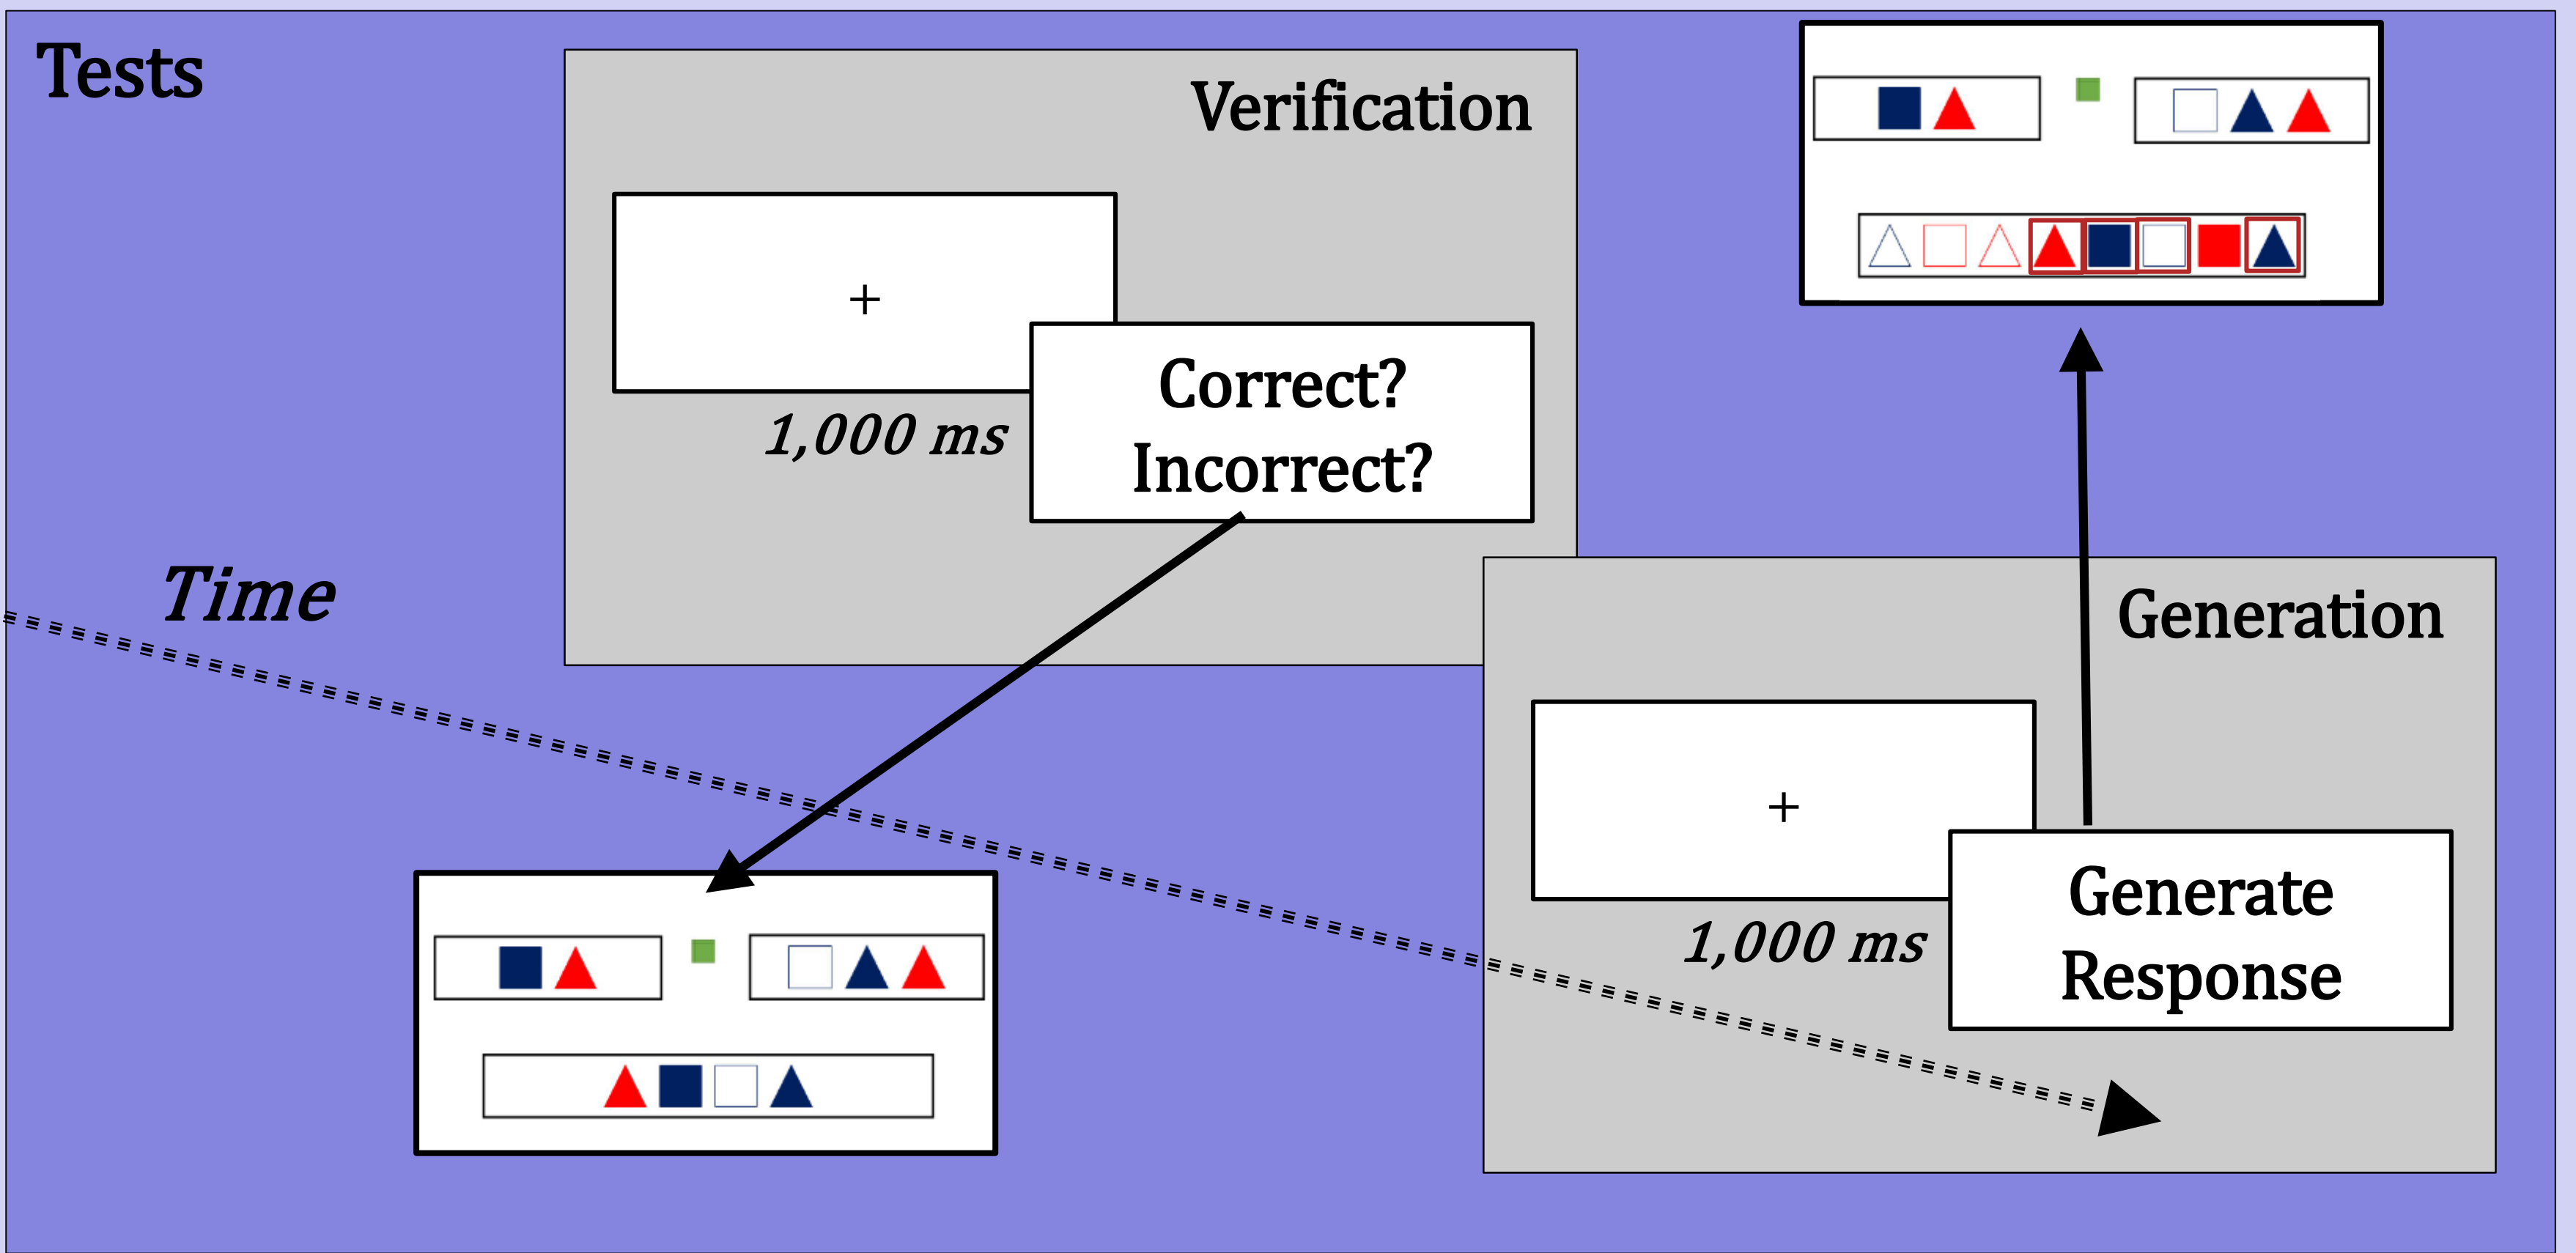 Tests
Verification
+
1,000 ms
Correct?
Incorrect?
Time
Generation
+
1,000 ms
Generate
Response